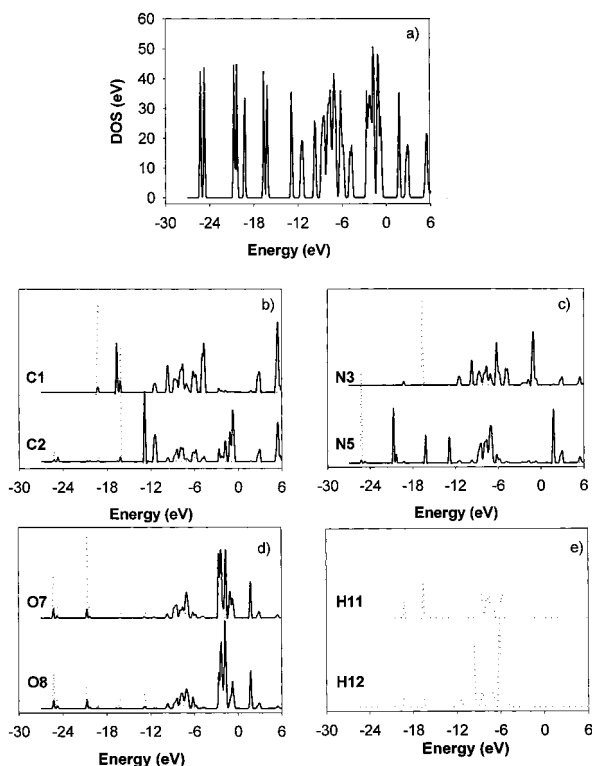 60
50
40
30
20
10
0
DOS (eV)
a)
-30 -24 -18 -12 -6 0 6
Energy (eV)
b)
C1
C2
-30 -24 -18 -12 -6 0 6
Energy (eV)
c)
N3
N5
-30 -24 -18 -12 -6 0 6
Energy (eV)
d)
O7
O8
-30 -24 -18 -12 -6 0 6
Energy (eV)
e)
H11
H12
-30 -24 -18 -12 -6 0 6
Energy (eV)